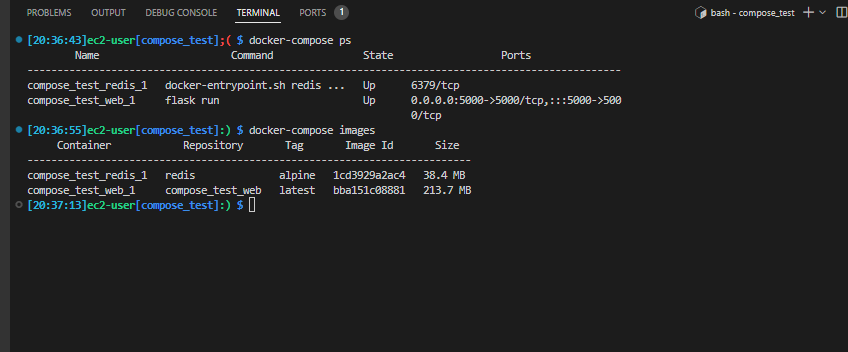 PROBLEMS OUTPUT DEBUG CONSOLE TERMINAL PORTS 1 bash - compose_test
[20:36:43]ec2-user[compose_test];( $ docker-compose ps
Name Command State Ports
-----------------------------------------------------------------------------------------
compose_test_redis_1 docker-entrypoint.sh redis ... Up 6379/tcp
compose_test_web_1 flask run Up 0.0.0.0:5000->5000/tcp,:::5000->500
0/tcp
[20:36:55]ec2-user[compose_test]:) $ docker-compose images
Container Repository Tag Image Id Size
-------------------------------------------------------------------
compose_test_redis_1 redis alpine 1cd3929a2ac4 38.4 MB
compose_test_web_1 compose_test_web latest bba151c08881 213.7 MB
[20:37:13]ec2-user[compose_test]:) $